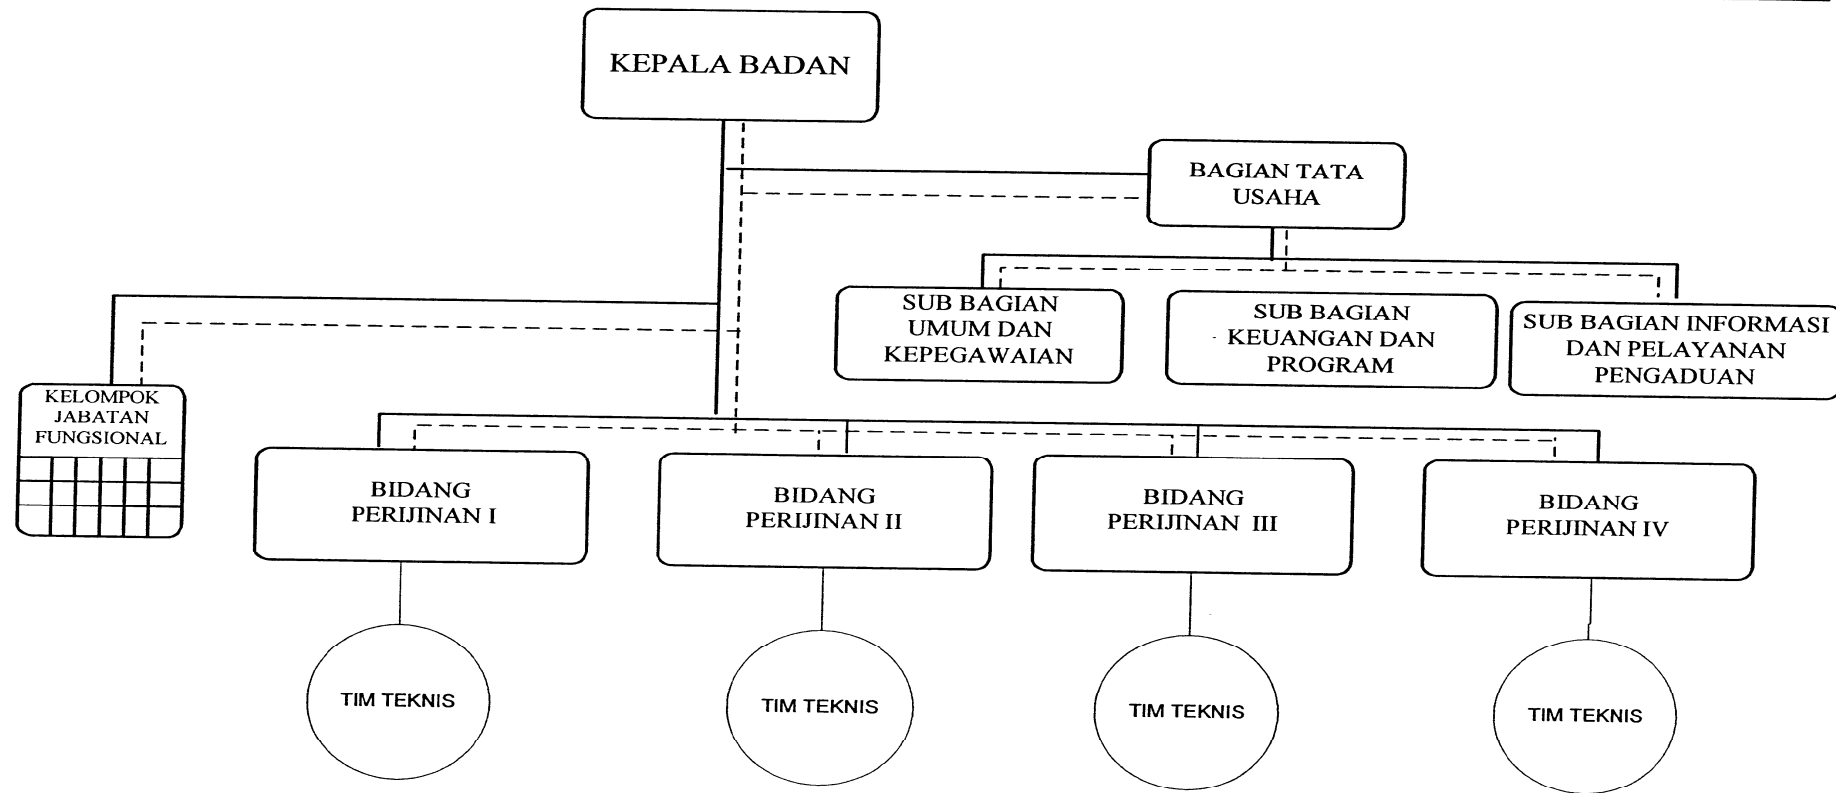 KEPALA BADAN
BAGIAN TATA
USAHA
SUB BAGIAN
UMUM DAN
KEPEGAWAIAN
SUB BAGIAN
KEUANGAN DAN
PROGRAM
SUB BAGIAN INFORMASI
DAN PELAYANAN
PENGADUAN
KELOMPOK
JABATAN
FUNGSIONAL
BIDANG
PERIJINAN I
BIDANG
PERIJINAN II
BIDANG
PERIJINAN III
BIDANG
PERIJINAN IV
TIM TEKNIS
TIM TEKNIS
TIM TEKNIS
TIM TEKNIS